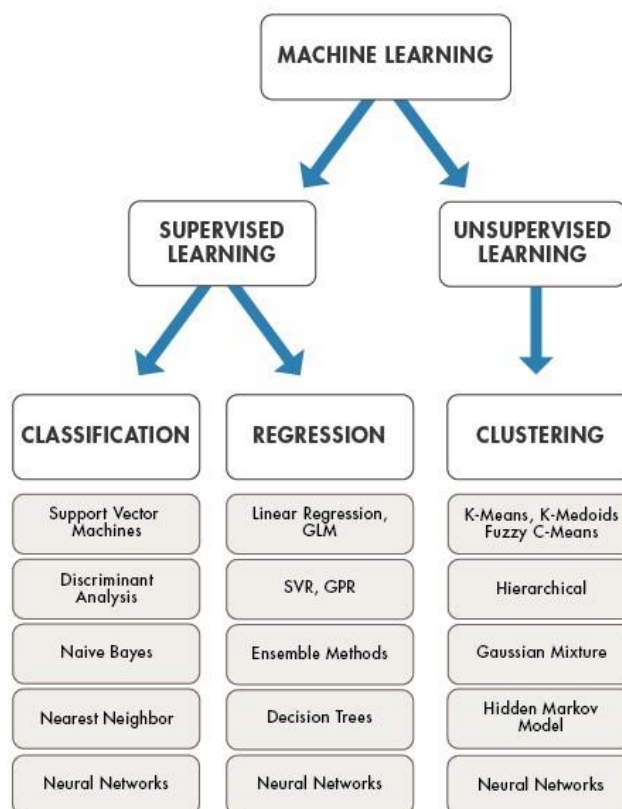 MACHINE LEARNING
SUPERVISED
LEARNING
UNSUPERVISED
LEARNING
CLASSIFICATION
Support Vector
Machines
Discriminant
Analysis
Naive Bayes
Nearest Neighbor
Neural Networks
REGRESSION
Linear Regression,
GLM
SVR, GPR
Ensemble Methods
Decision Trees
Neural Networks
CLUSTERING
K-Means, K-Medoids
Fuzzy C-Means
Hierarchical
Gaussian Mixture
Hidden Markov
Model
Neural Networks